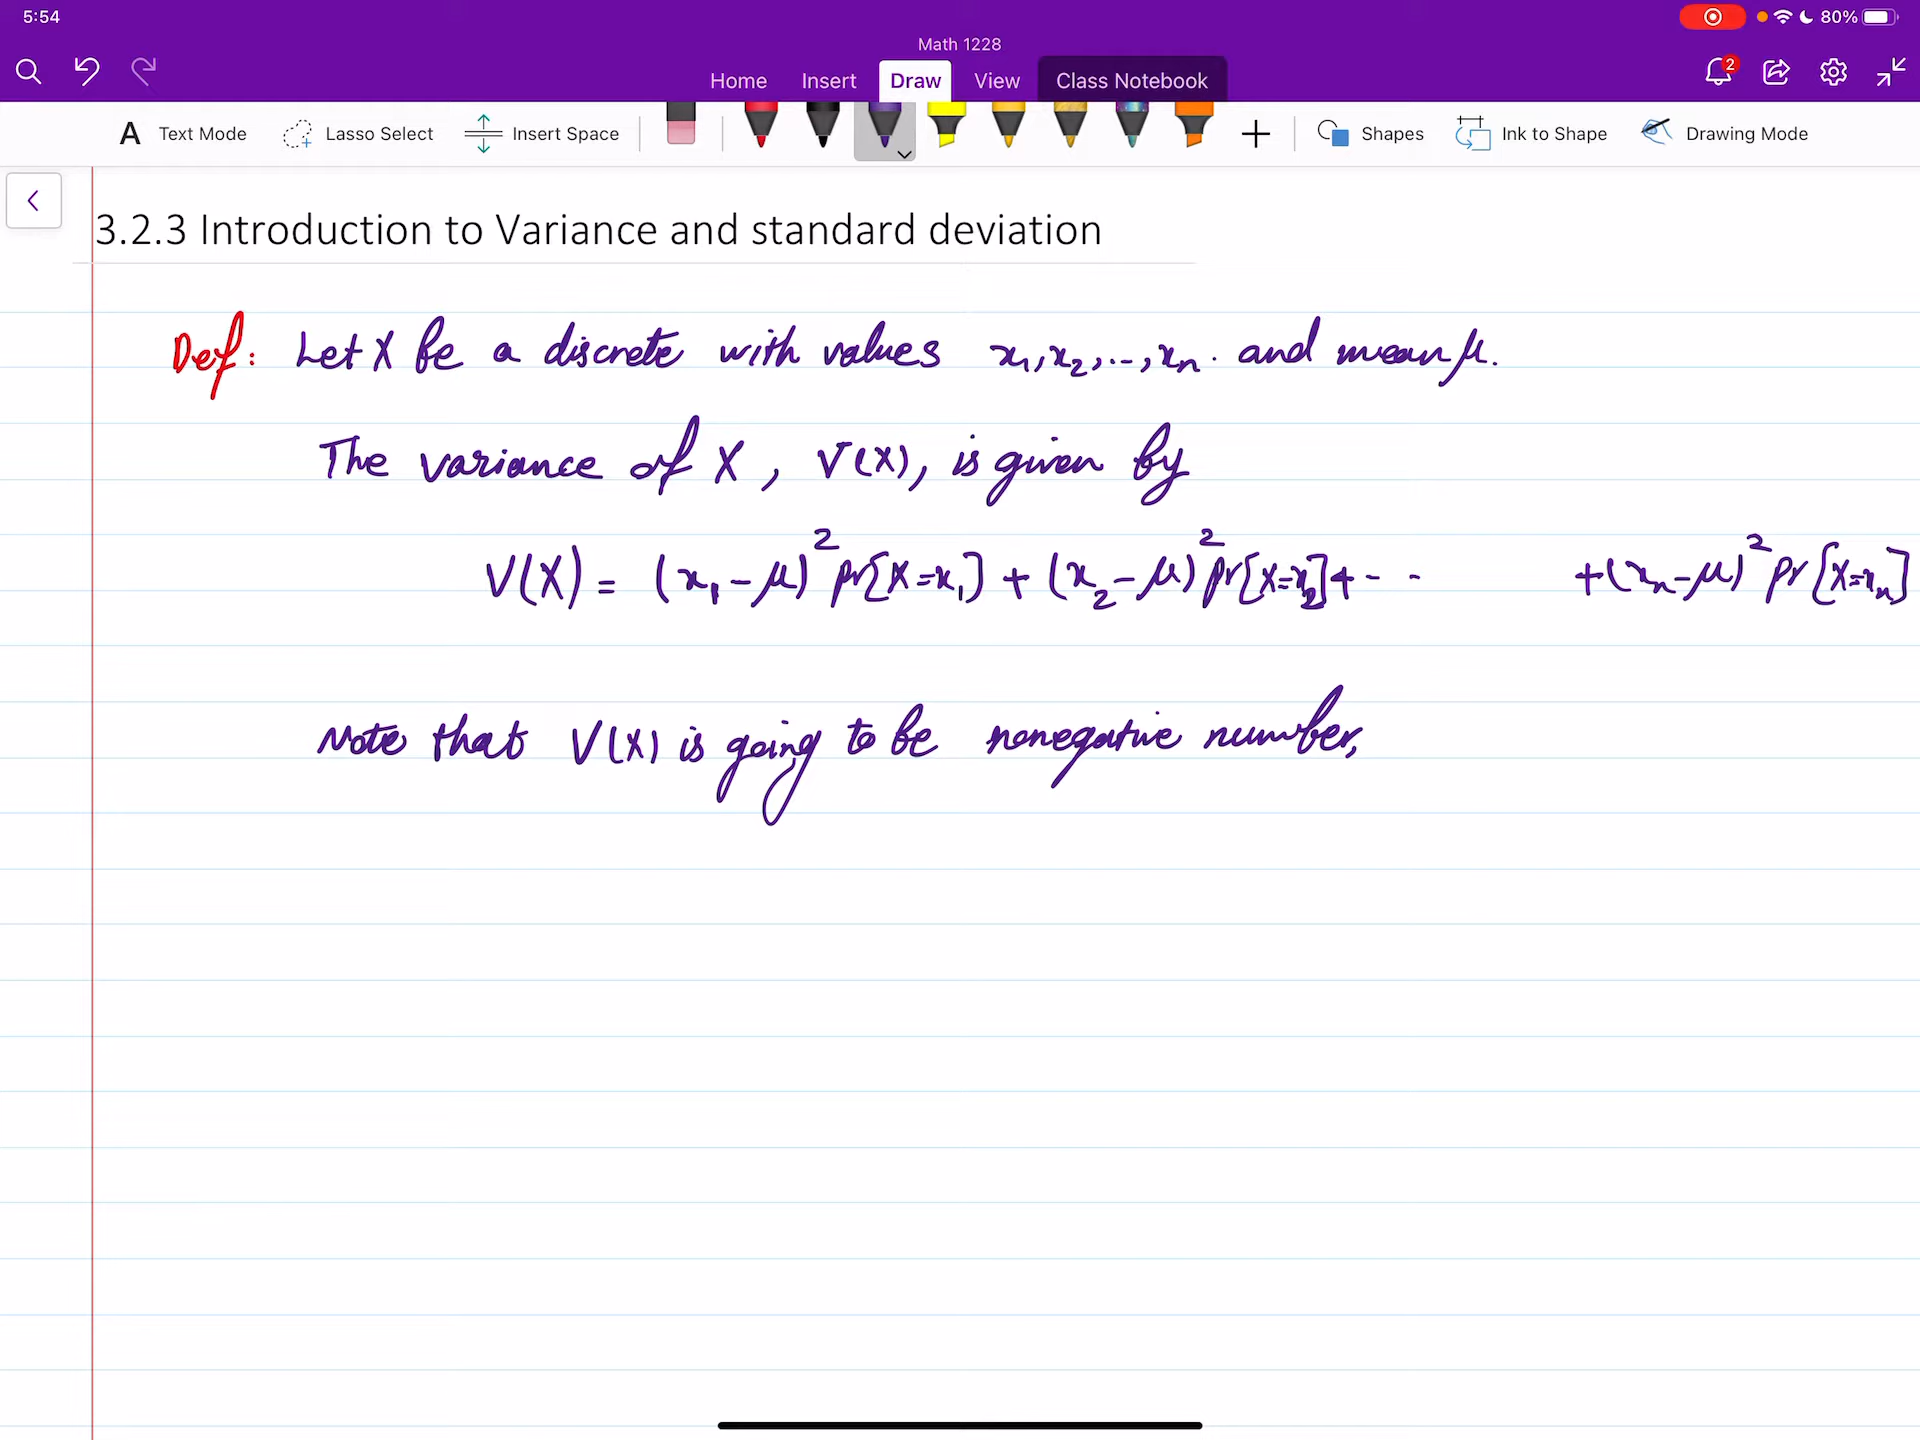 5:54
80%
Math 1228
2
Home Insert Draw View Class Notebook
A Text Mode Lasso Select Insert Space Shapes Ink to Shape Drawing Mode
3.2.3 Introduction to Variance and standard deviation
Def: Let X be a discrete with values x₁, x₂, ..., xₙ. and mean μ.
The variance of X, V(X), is given by
V(X) = (x₁ - μ)² pr[X = x₁] + (x₂ - μ)² pr[X = x₂] + - - + (xₙ - μ)² pr[X = xₙ]
Note that V(X) is going to be nonegative number,